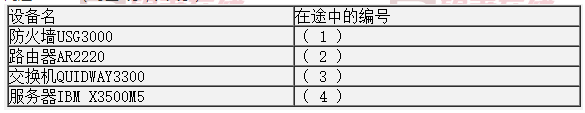 设备名 在途中的编号
防火墙USG3000 （ 1 ）
路由器AR2220 （ 2 ）
交换机QUIDWAY3300 （ 3 ）
服务器IBM X3500M5 （ 4 ）